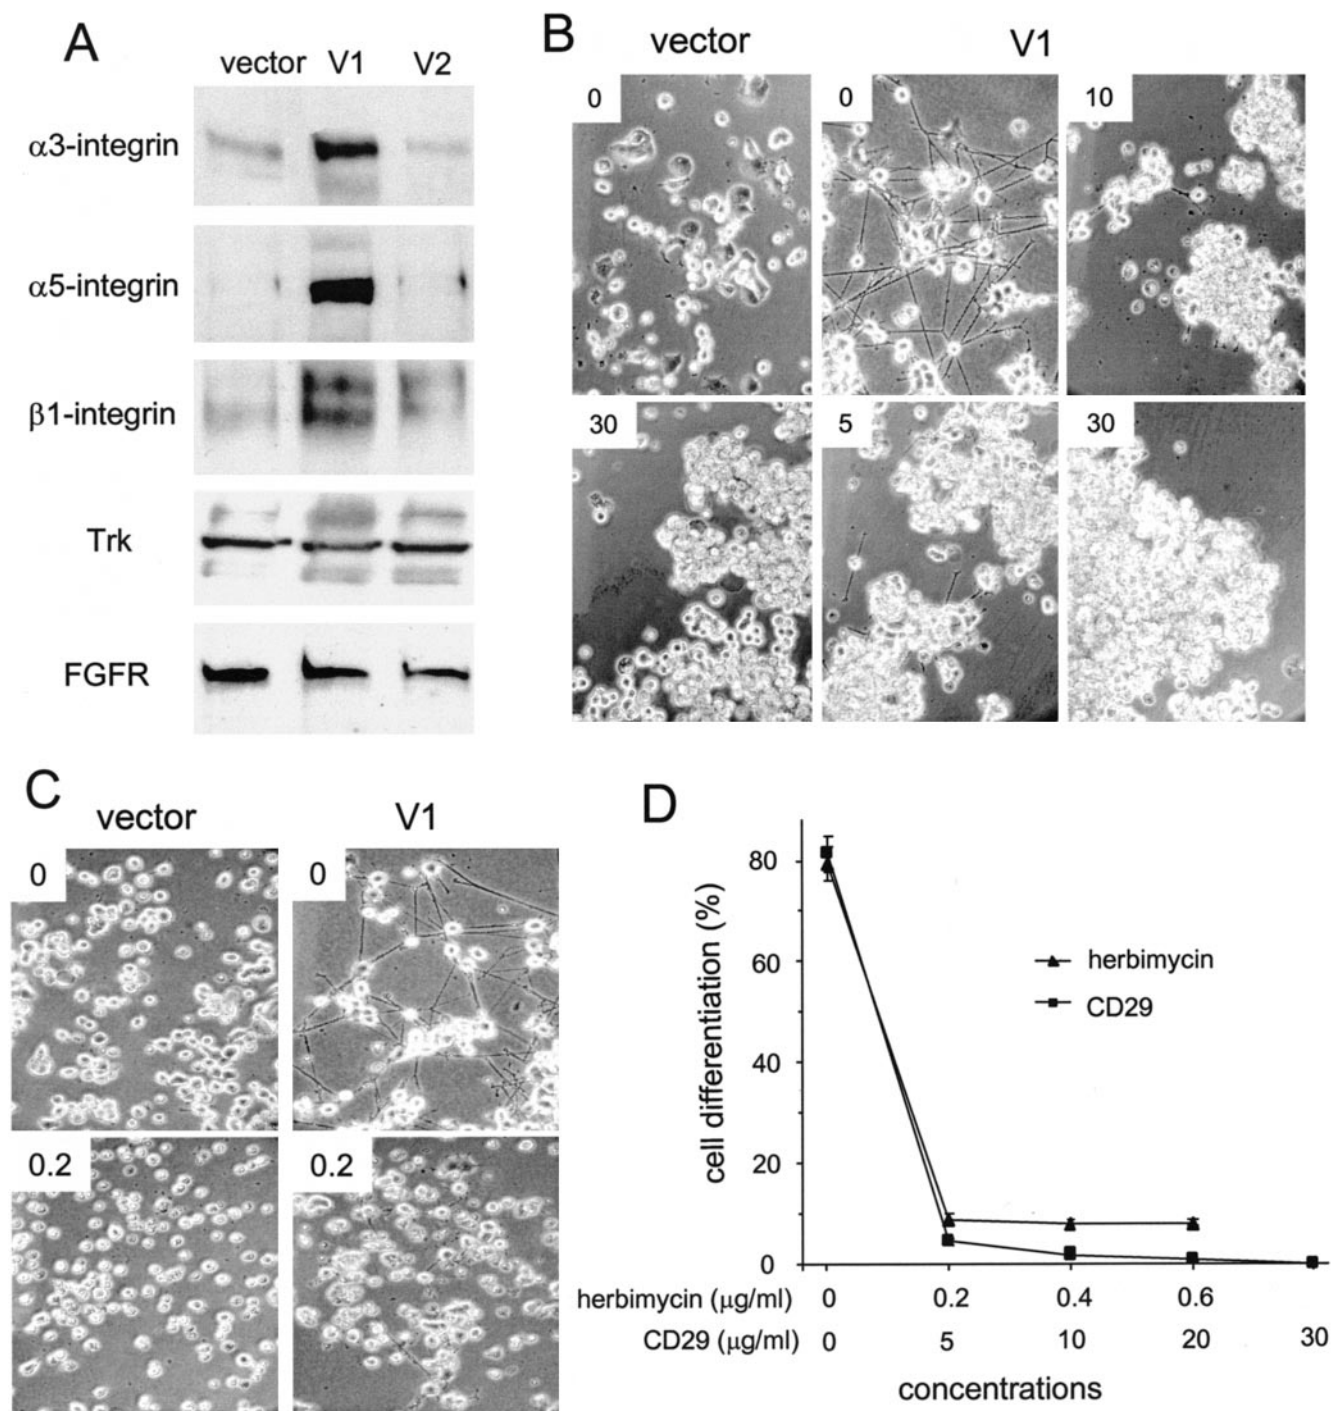 A
vector V1 V2
α3-integrin
α5-integrin
β1-integrin
Trk
FGFR
B
vector V1
0 0 10
30 5 30
C
vector V1
0 0
0.2 0.2
D
cell differentiation (%)
80
60
40
20
0
herbimycin
CD29
herbimycin (μg/ml) 0 0.2 0.4 0.6
CD29 (μg/ml) 0 5 10 20 30
concentrations